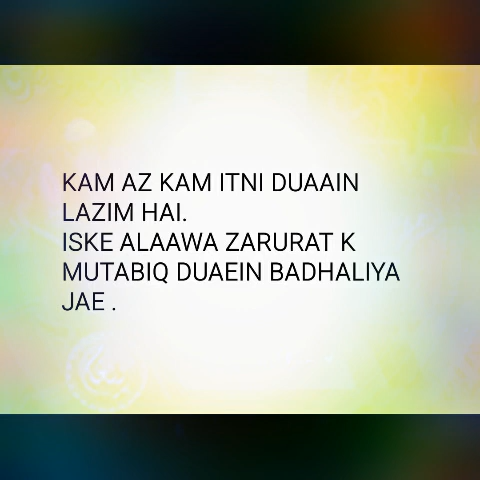 KAM AZ KAM ITNI DUAAIN
LAZIM HAI.
ISKE ALAAWA ZARURAT K
MUTABIQ DUAEIN BADHALIYA
JAE .